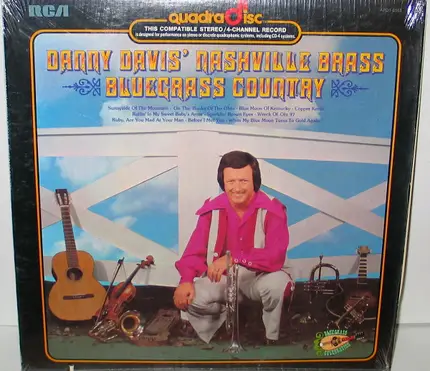 RCA
quadradisc
THIS COMPATIBLE STEREO/4-CHANNEL RECORD
is designed for performance on stereo or discrete quadraphonic systems, including CD-4 systems.
DANNY DAVIS' NASHVILLE BRASS
BLUEGRASS COUNTRY
Sunnyside Of The Mountain · On The Banks Of The Ohio · Blue Moon Of Kentucky · Copper Kettle
Rollin' In My Sweet Baby's Arms · Beautiful Brown Eyes · Wreck Of Old 97
Ruby, Are You Mad At Your Man · Before I Met You · When My Blue Moon Turns To Gold Again